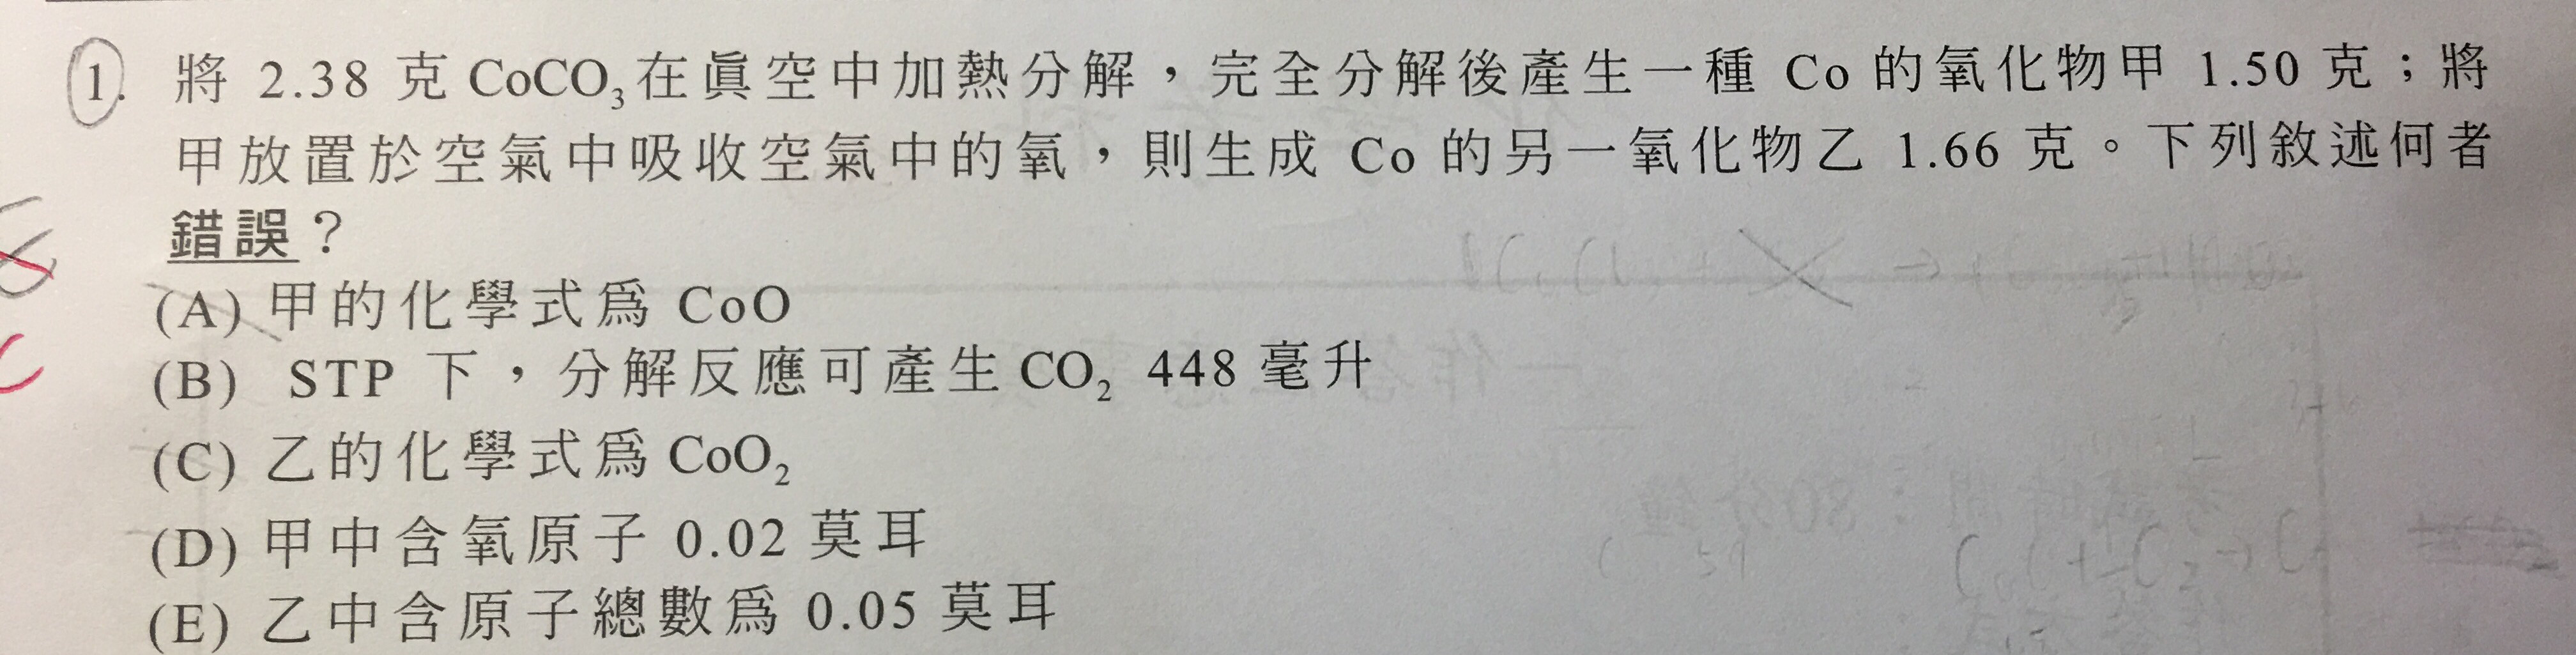 1. 將 2.38 克 CoCO₃在眞空中加熱分解，完全分解後產生一種 Co 的氧化物甲 1.50 克；將
甲放置於空氣中吸收空氣中的氧，則生成 Co 的另一氧化物乙 1.66 克。下列敘述何者
錯誤？
(A) 甲的化學式爲 CoO
(B) STP 下，分解反應可產生 CO₂ 448 毫升
(C) 乙的化學式爲 CoO₂
(D) 甲中含氧原子 0.02 莫耳
(E) 乙中含原子總數爲 0.05 莫耳